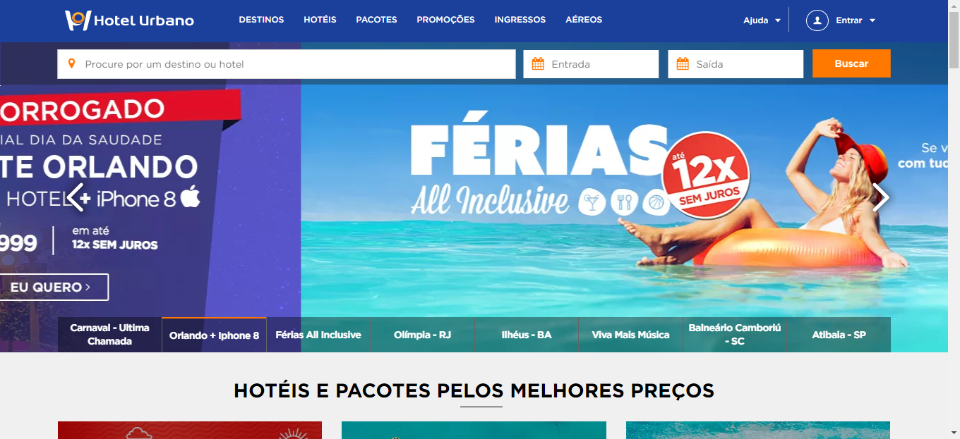 Hotel Urbano
DESTINOS HOTÉIS PACOTES PROMOÇÕES INGRESSOS AÉREOS
Ajuda
Entrar
Procure por um destino ou hotel
Entrada
Saída
Buscar
ORROGADO
IAL DIA DA SAUDADE
TE ORLANDO
HOTEL + iPhone 8
999
em até
12x SEM JUROS
EU QUERO >
FÉRIAS
All Inclusive
até
12x
SEM JUROS
Se v
com tud
Carnaval - Ultima
Chamada
Orlando + Iphone 8
Férias All Inclusive
Olímpia - RJ
Ilhéus - BA
Viva Mais Música
Balneário Camboriú
- SC
Atibaia - SP
HOTÉIS E PACOTES PELOS MELHORES PREÇOS